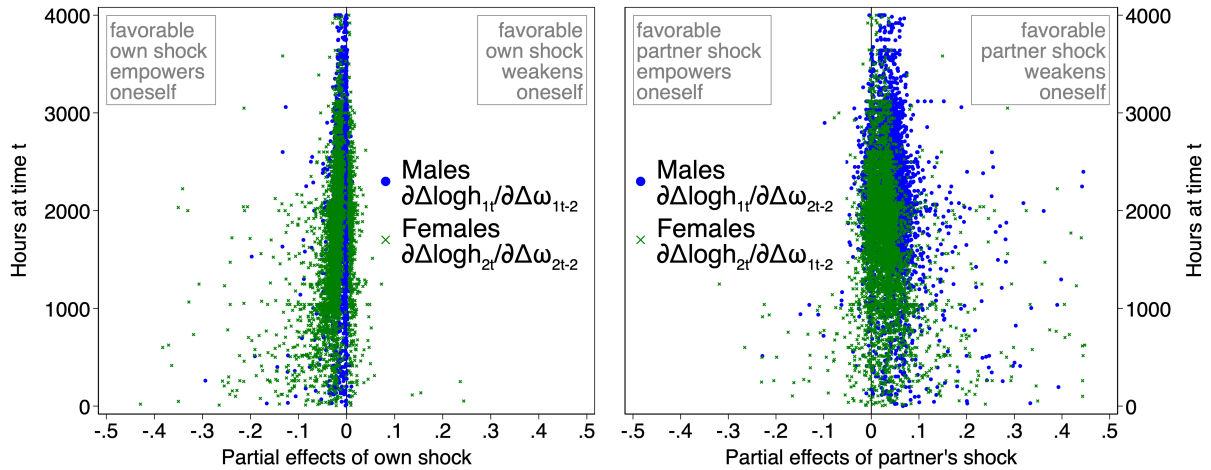 4000
3000
2000
1000
0
Hours at time t
favorable
own shock
empowers
oneself
favorable
own shock
weakens
oneself
Males
∂Δlogh1t/∂Δω1t-2
Females
∂Δlogh2t/∂Δω2t-2
-.5 -.4 -.3 -.2 -.1 0 .1 .2 .3 .4 .5
Partial effects of own shock
favorable
partner shock
empowers
oneself
favorable
partner shock
weakens
oneself
Males
∂Δlogh1t/∂Δω2t-2
Females
∂Δlogh2t/∂Δω1t-2
4000
3000
2000
1000
0
Hours at time t
-.5 -.4 -.3 -.2 -.1 0 .1 .2 .3 .4 .5
Partial effects of partner's shock